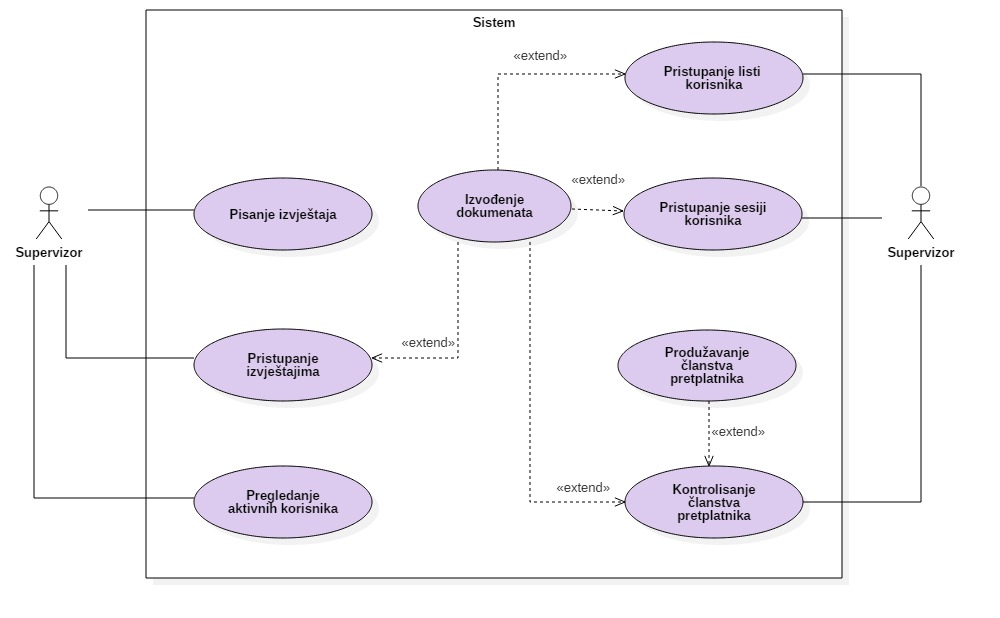 Sistem
«extend»
Pristupanje listi
korisnika
«extend»
Izvođenje
dokumenata
Pisanje izvještaja
Pristupanje sesiji
korisnika
Supervizor
Supervizor
«extend»
Pristupanje
izvještajima
Produžavanje
članstva
pretplatnika
«extend»
«extend»
Pregledanje
aktivnih korisnika
Kontrolisanje
članstva
pretplatnika